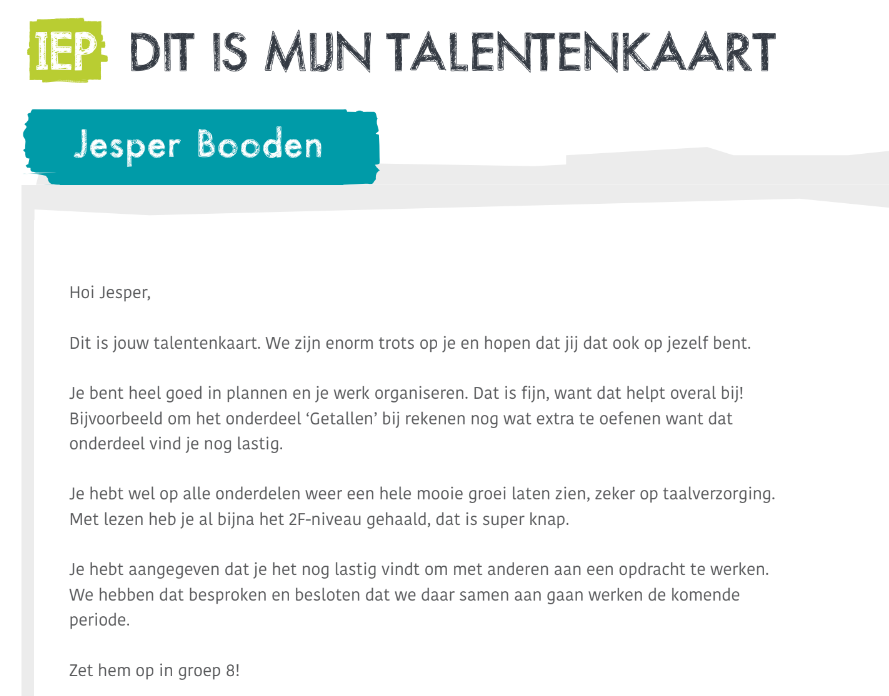 IEP DIT IS MIJN TALENTENKAART
Jesper Booden
Hoi Jesper,
Dit is jouw talentenkaart. We zijn enorm trots op je en hopen dat jij dat ook op jezelf bent.
Je bent heel goed in plannen en je werk organiseren. Dat is fijn, want dat helpt overal bij!
Bijvoorbeeld om het onderdeel ‘Getallen’ bij rekenen nog wat extra te oefenen want dat
onderdeel vind je nog lastig.
Je hebt wel op alle onderdelen weer een hele mooie groei laten zien, zeker op taalverzorging.
Met lezen heb je al bijna het 2F-niveau gehaald, dat is super knap.
Je hebt aangegeven dat je het nog lastig vindt om met anderen aan een opdracht te werken.
We hebben dat besproken en besloten dat we daar samen aan gaan werken de komende
periode.
Zet hem op in groep 8!